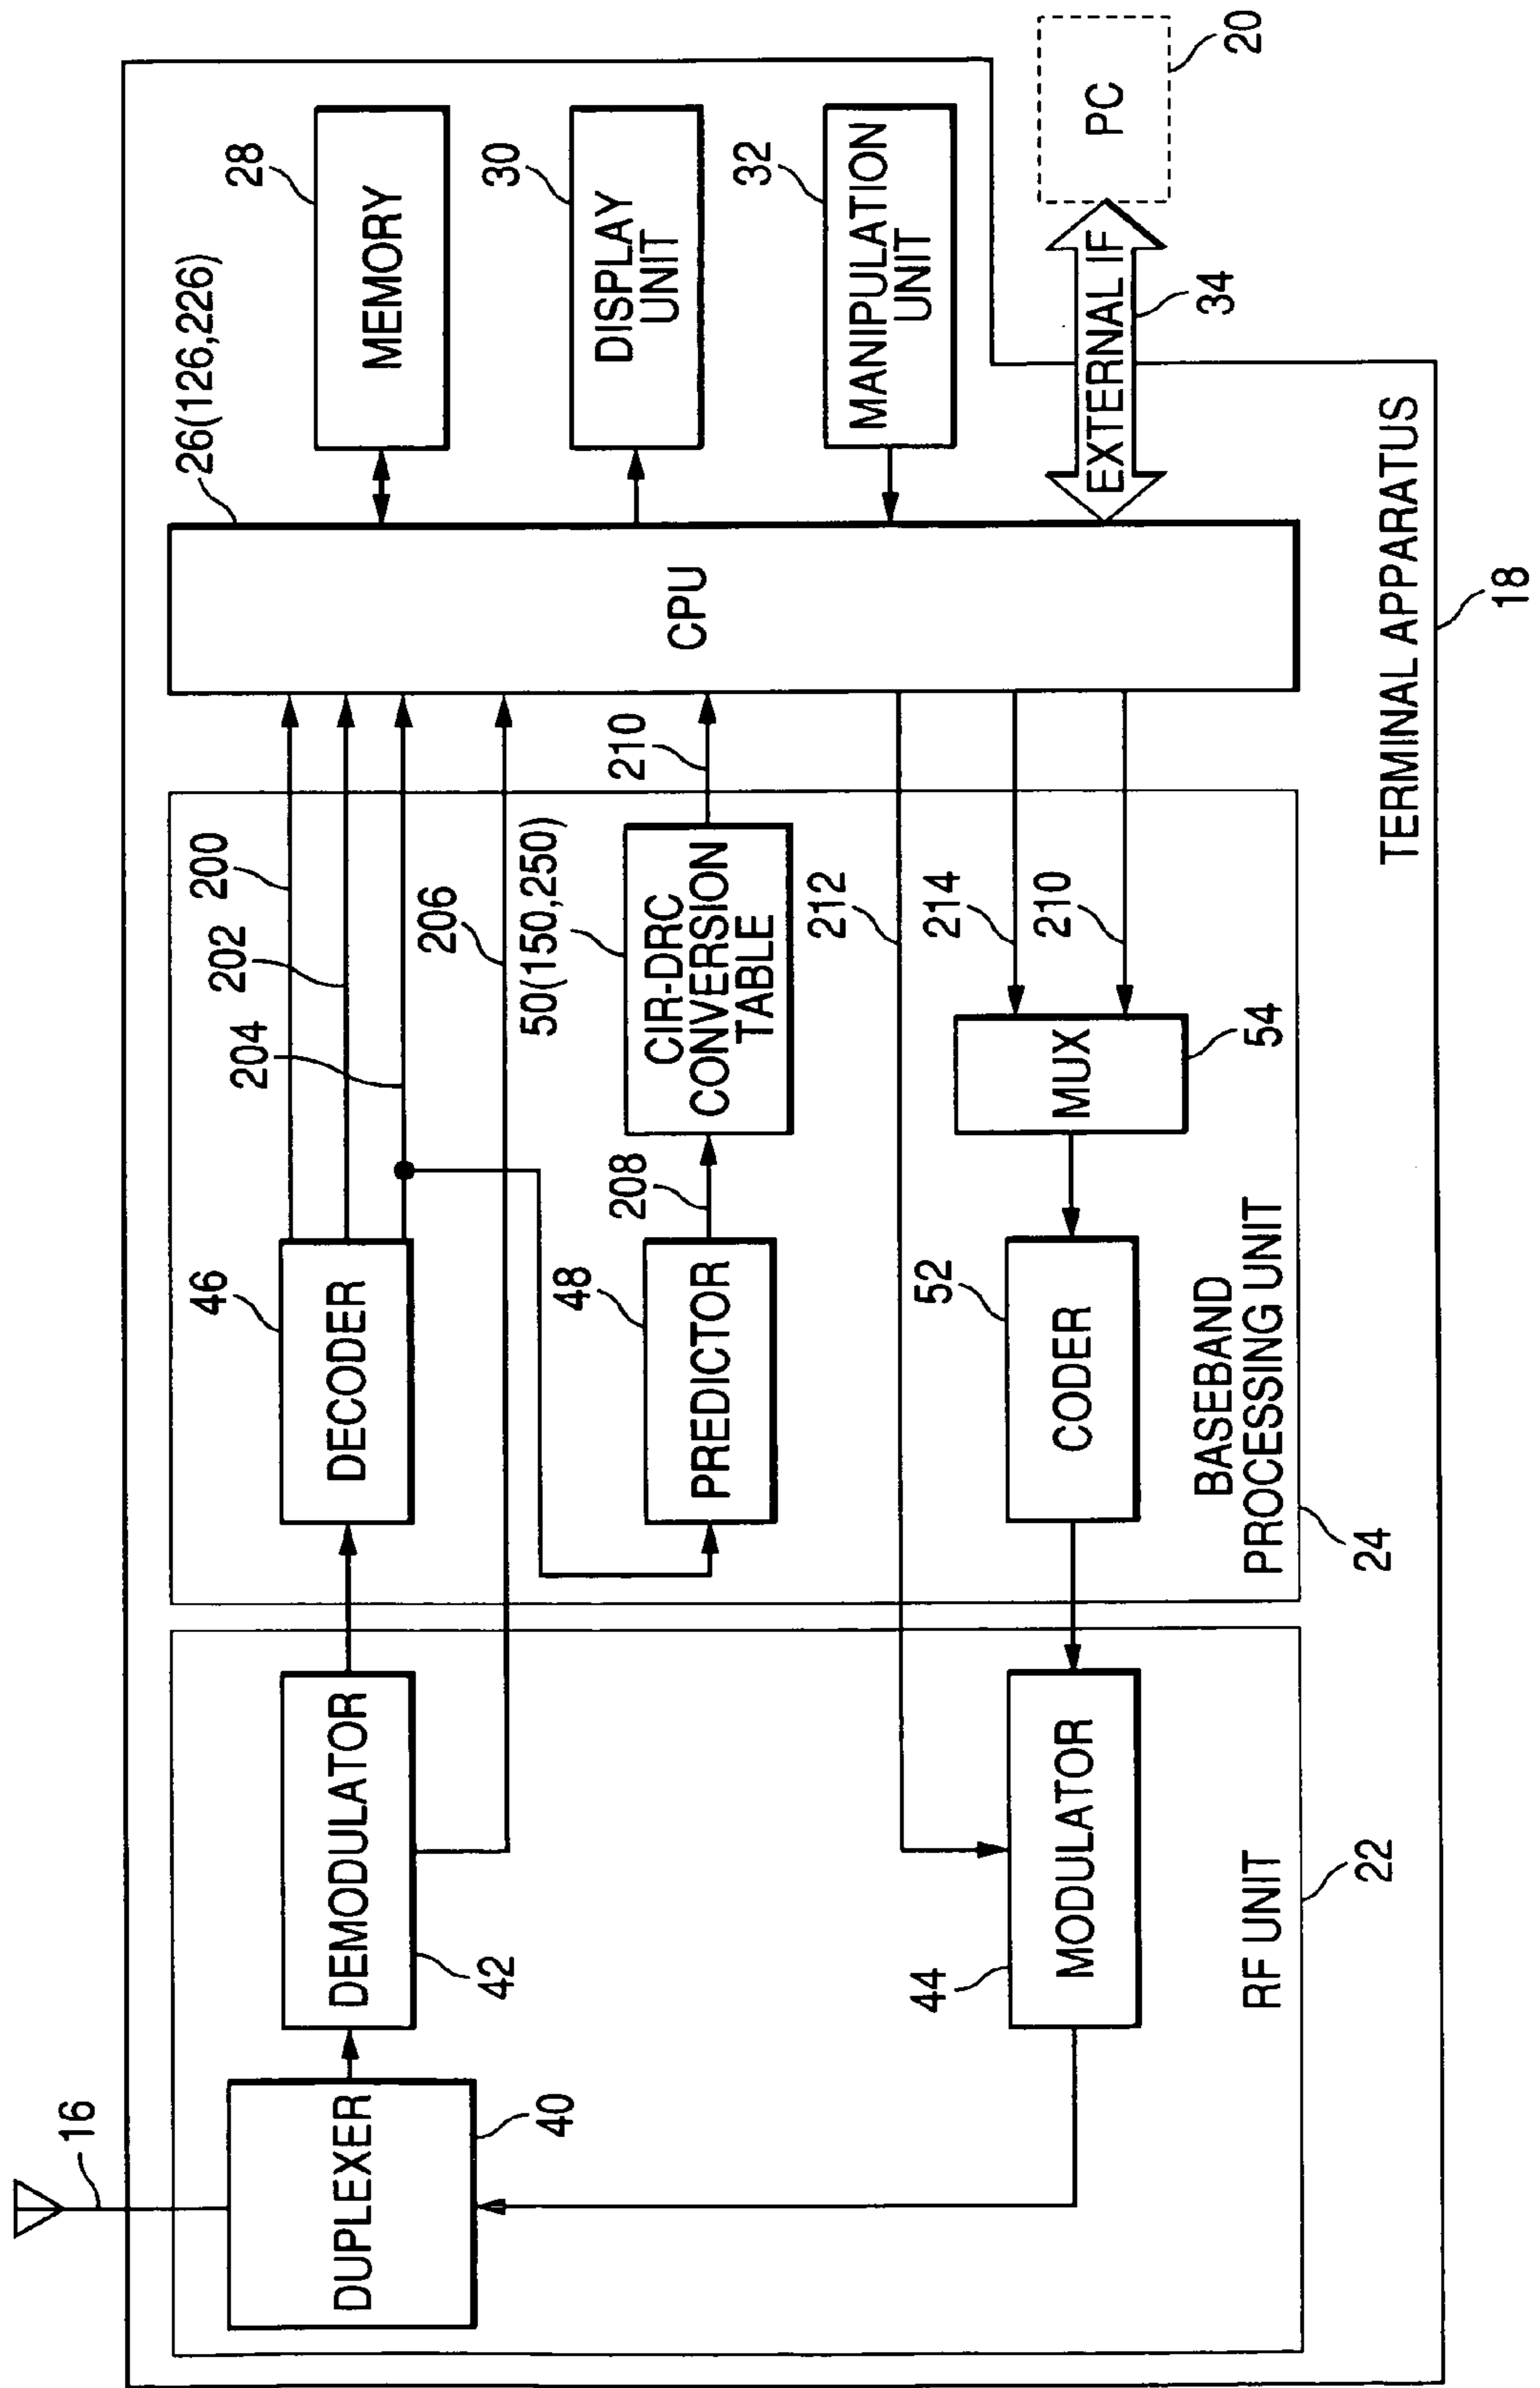 16
DUPLEXER
40
DEMODULATOR
42
MODULATOR
44
RF UNIT
22
DECODER
46
PREDICTOR
48
208
CIR-DRC
CONVERSION
TABLE
50(150,250)
CODER
52
MUX
54
BASEBAND
PROCESSING UNIT
24
200
202
204
206
210
212
214
210
CPU
26(126,226)
MEMORY
28
DISPLAY
UNIT
30
MANIPULATION
UNIT
32
EXTERNAL IF
34
PC
20
TERMINAL APPARATUS
18